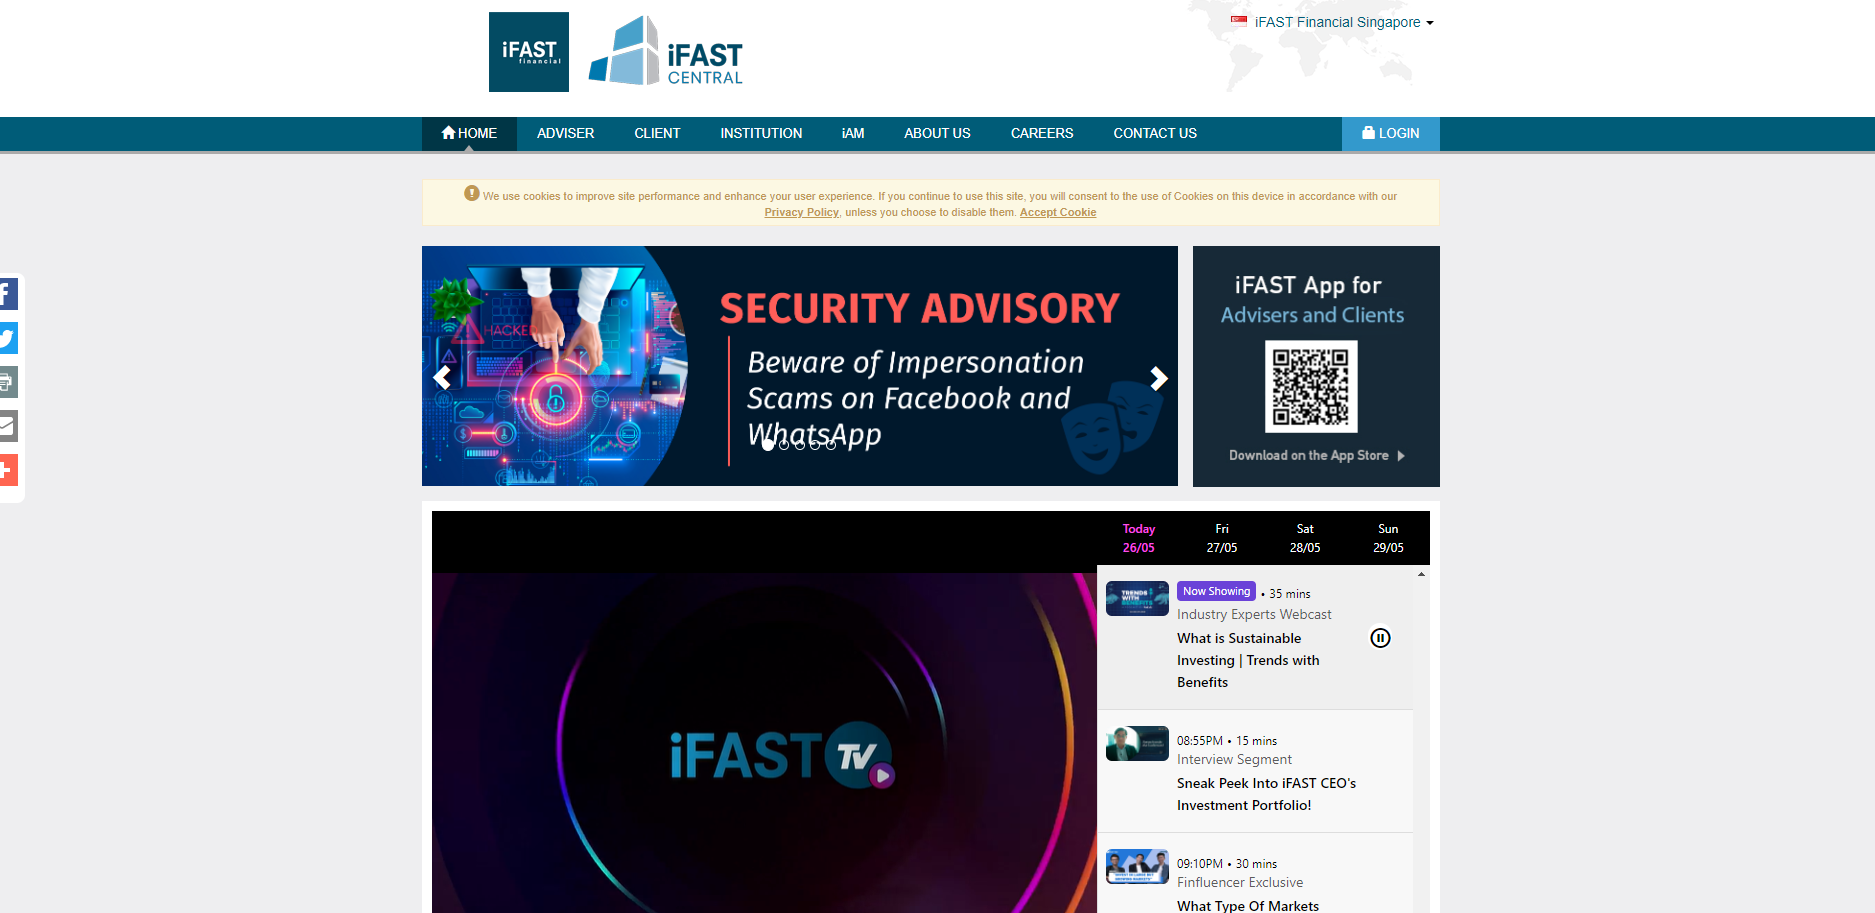 iFAST
financial
iFAST
CENTRAL
iFAST Financial Singapore
HOME
ADVISER
CLIENT
INSTITUTION
iAM
ABOUT US
CAREERS
CONTACT US
LOGIN
We use cookies to improve site performance and enhance your user experience. If you continue to use this site, you will consent to the use of Cookies on this device in accordance with our
Privacy Policy, unless you choose to disable them. Accept Cookie
HACKED
SECURITY ADVISORY
Beware of Impersonation
Scams on Facebook and
WhatsApp
iFAST App for
Advisers and Clients
Download on the App Store
Today
26/05
Fri
27/05
Sat
28/05
Sun
29/05
iFAST TV
TRENDS
WITH
BENEFITS
Now Showing • 35 mins
Industry Experts Webcast
What is Sustainable
Investing | Trends with
Benefits
08:55PM • 15 mins
Interview Segment
Sneak Peek Into iFAST CEO's
Investment Portfolio!
09:10PM • 30 mins
Finfluencer Exclusive
What Type Of Markets